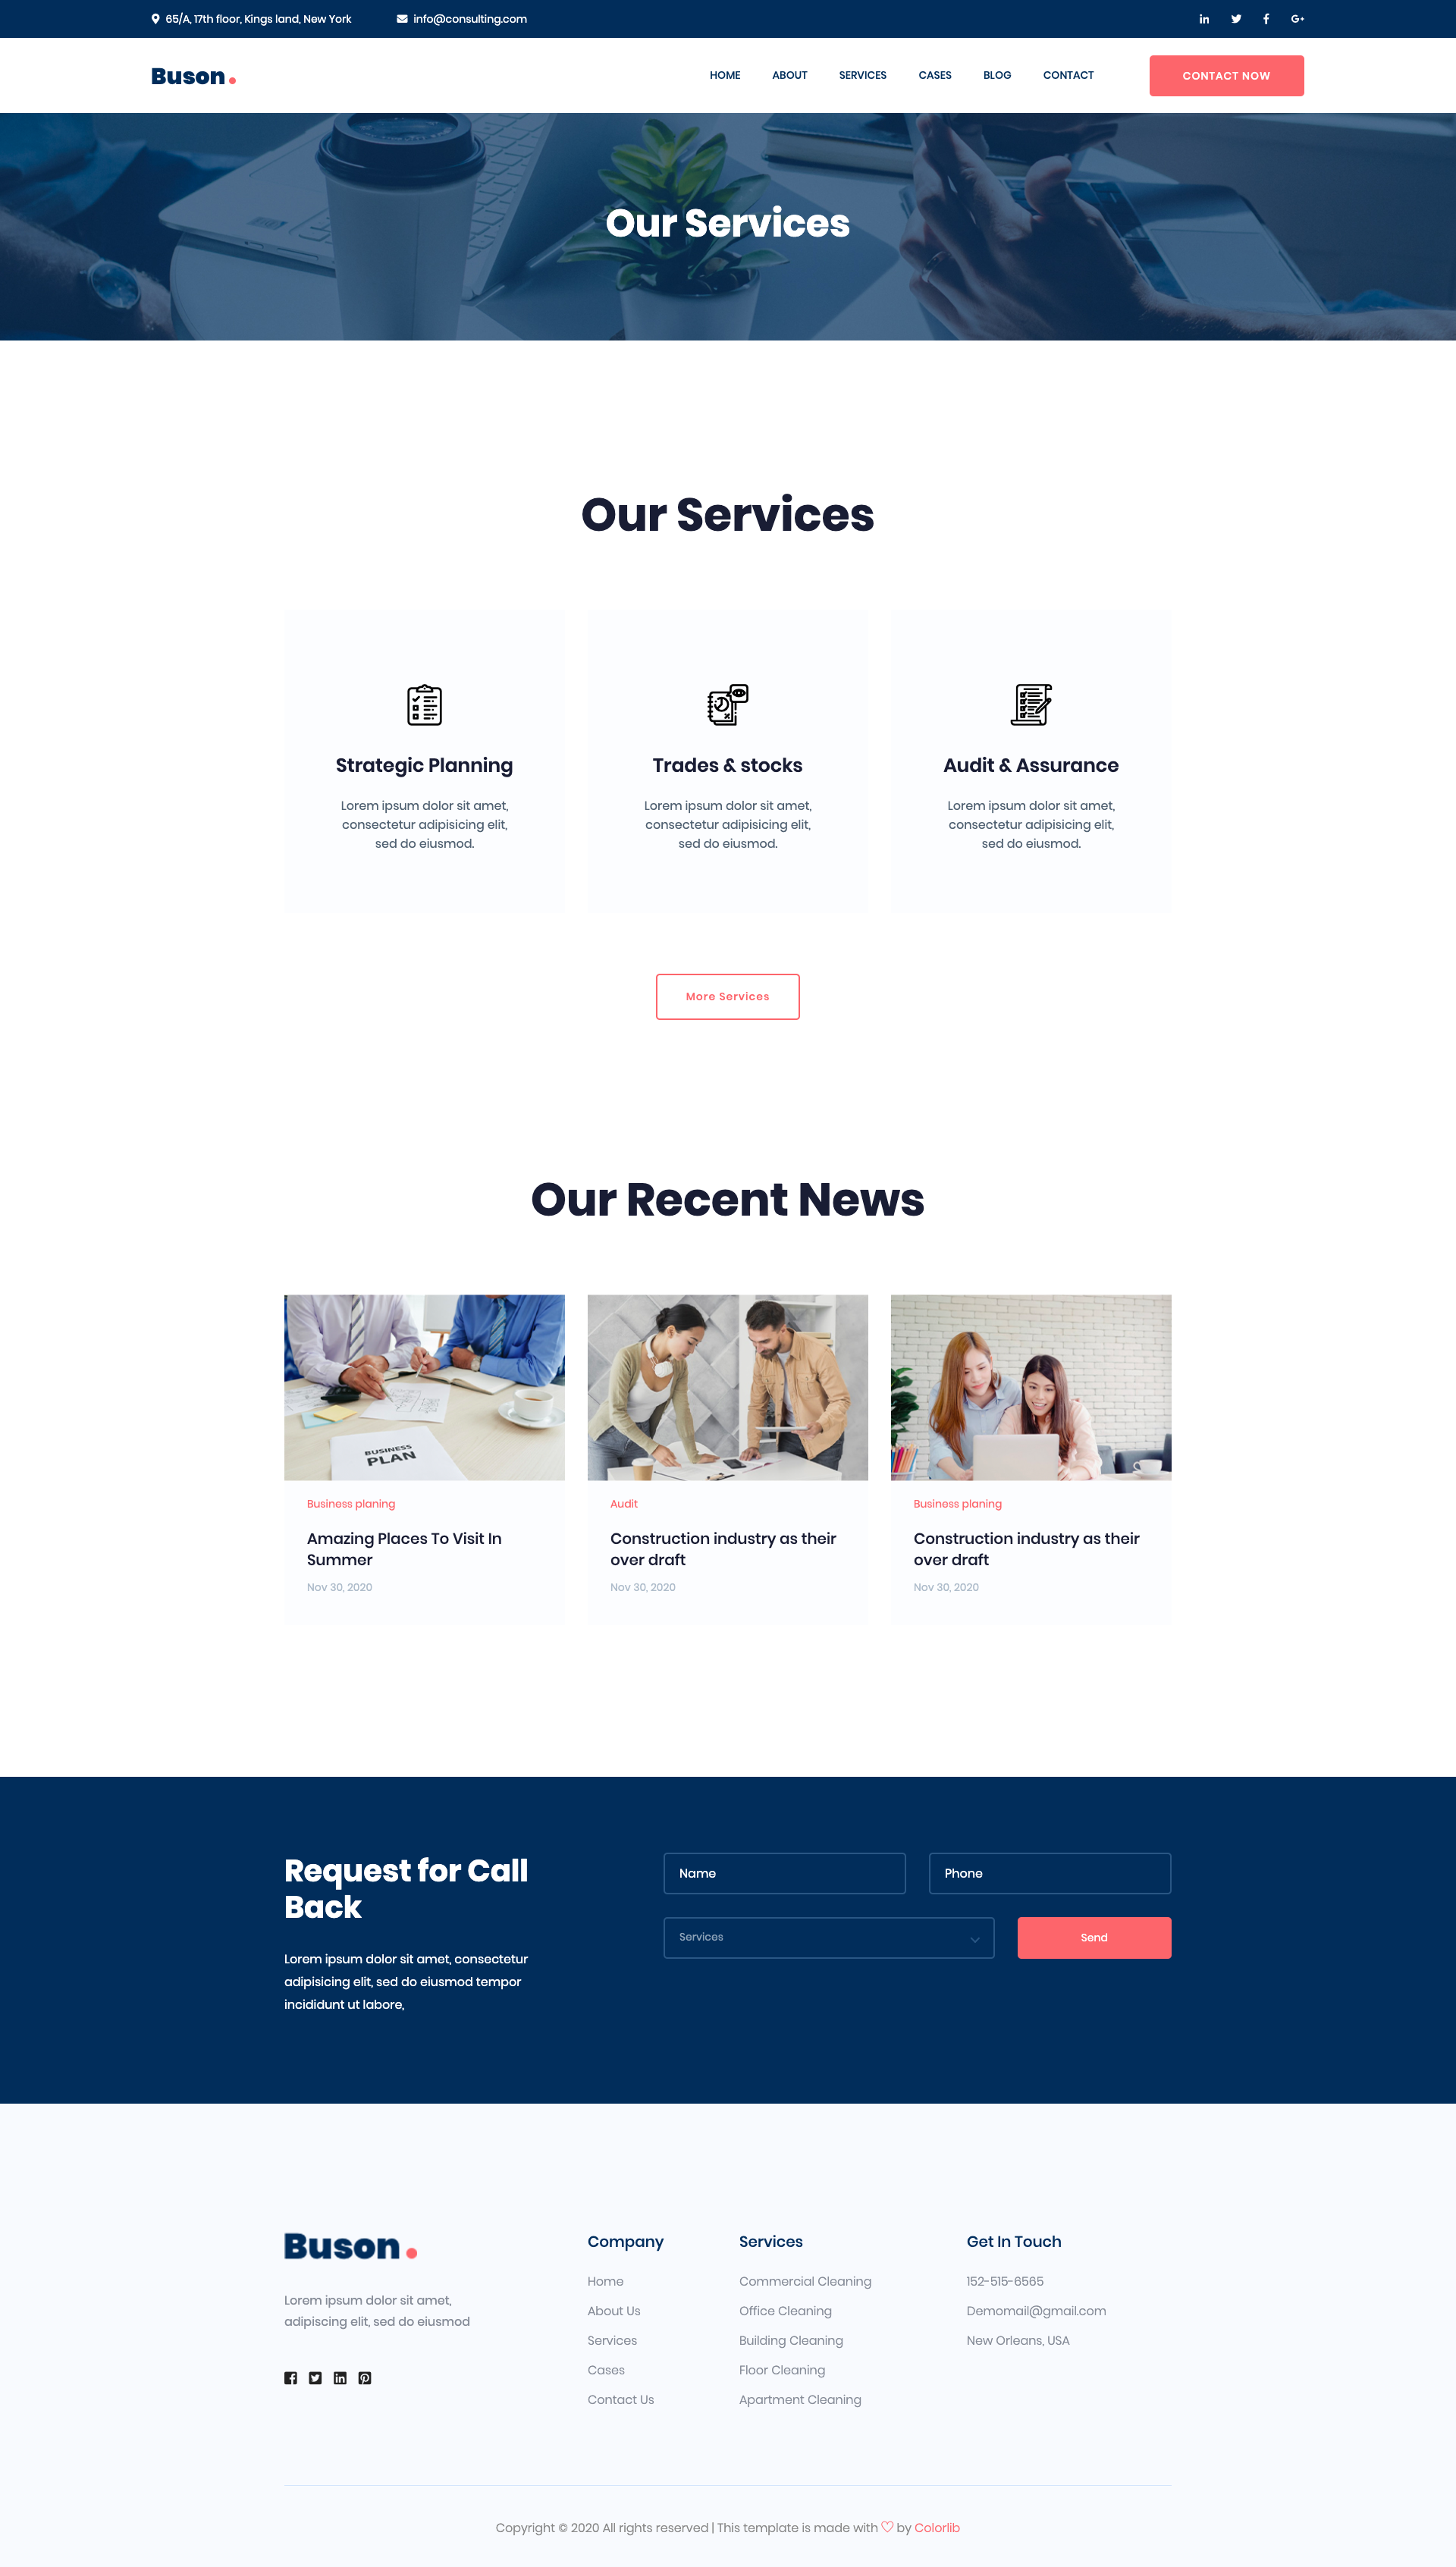 65/A, 17th floor, Kings land, New York
info@consulting.com
Buson.
HOME
ABOUT
SERVICES
CASES
BLOG
CONTACT
CONTACT NOW
Our Services
Our Services
Strategic Planning
Lorem ipsum dolor sit amet,
consectetur adipisicing elit,
sed do eiusmod.
Trades & stocks
Lorem ipsum dolor sit amet,
consectetur adipisicing elit,
sed do eiusmod.
Audit & Assurance
Lorem ipsum dolor sit amet,
consectetur adipisicing elit,
sed do eiusmod.
More Services
Our Recent News
BUSINESS
PLAN
Business planing
Amazing Places To Visit In
Summer
Nov 30, 2020
Audit
Construction industry as their
over draft
Nov 30, 2020
Business planing
Construction industry as their
over draft
Nov 30, 2020
Request for Call
Back
Lorem ipsum dolor sit amet, consectetur
adipisicing elit, sed do eiusmod tempor
incididunt ut labore,
Name
Phone
Services
Send
Buson.
Lorem ipsum dolor sit amet,
adipiscing elit, sed do eiusmod
Company
Home
About Us
Services
Cases
Contact Us
Services
Commercial Cleaning
Office Cleaning
Building Cleaning
Floor Cleaning
Apartment Cleaning
Get In Touch
152-515-6565
Demomail@gmail.com
New Orleans, USA
Copyright © 2020 All rights reserved | This template is made with ♡ by Colorlib